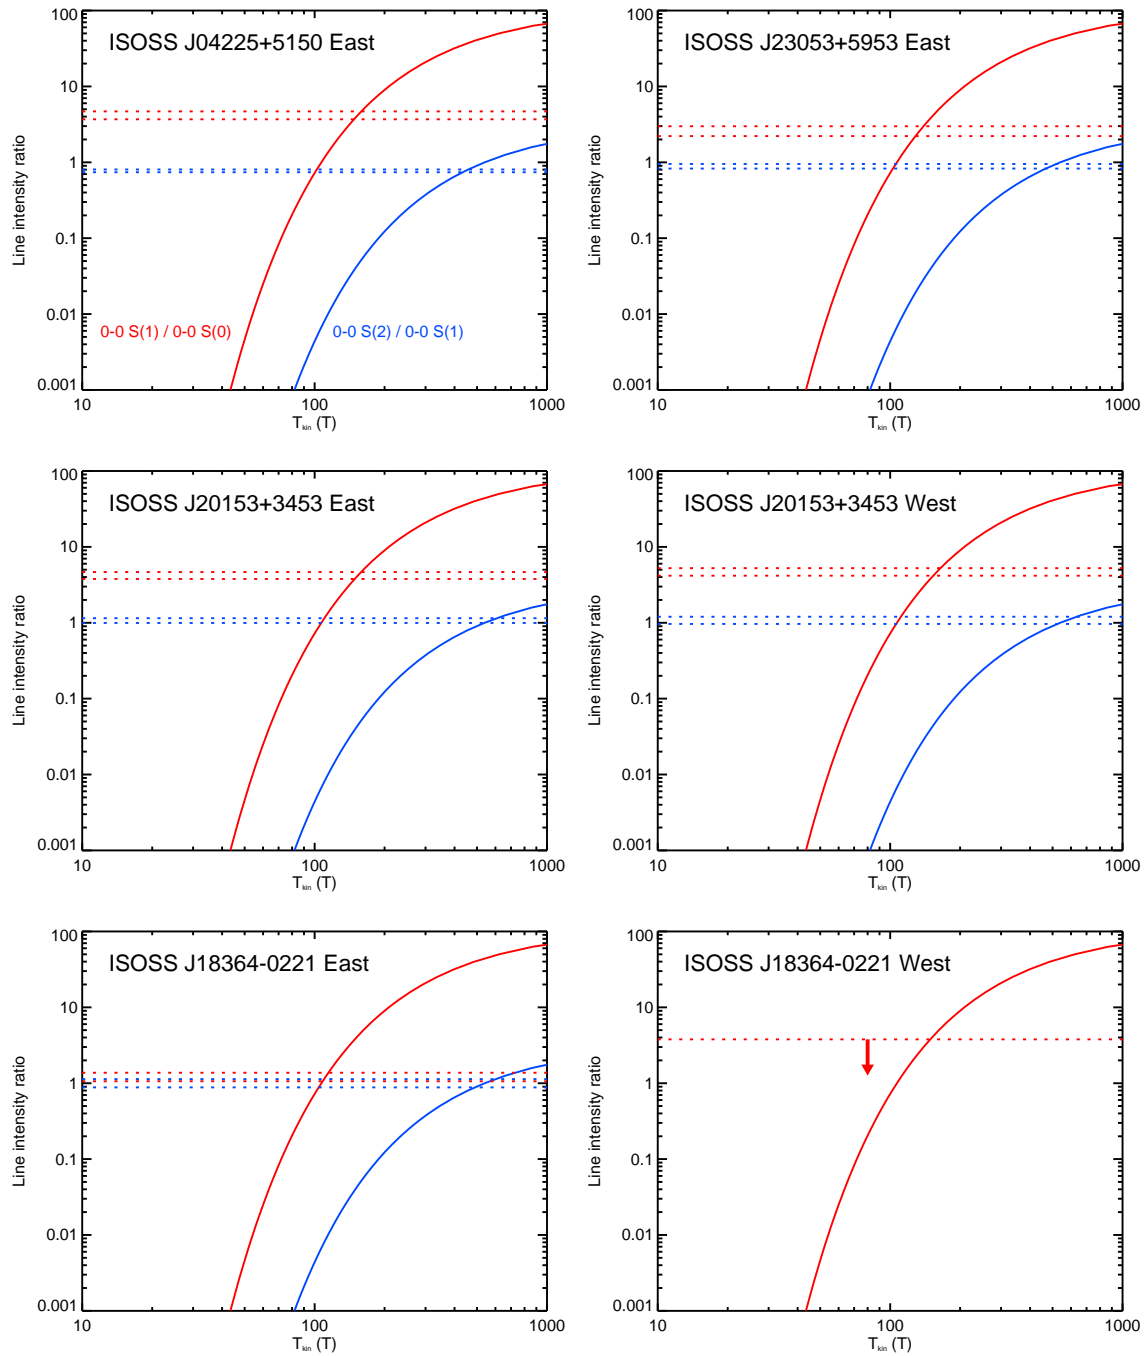 ISOSS J04225+5150 East
100
10
1
0.1
0.01
0.001
Line intensity ratio
0-0 S(1) / 0-0 S(0)
0-0 S(2) / 0-0 S(1)
10
100
1000
Tkin (T)
ISOSS J23053+5953 East
100
10
1
0.1
0.01
0.001
Line intensity ratio
10
100
1000
Tkin (T)
ISOSS J20153+3453 East
100
10
1
0.1
0.01
0.001
Line intensity ratio
10
100
1000
Tkin (T)
ISOSS J20153+3453 West
100
10
1
0.1
0.01
0.001
Line intensity ratio
10
100
1000
Tkin (T)
ISOSS J18364-0221 East
100
10
1
0.1
0.01
0.001
Line intensity ratio
10
100
1000
Tkin (T)
ISOSS J18364-0221 West
100
10
1
0.1
0.01
0.001
Line intensity ratio
10
100
1000
Tkin (T)